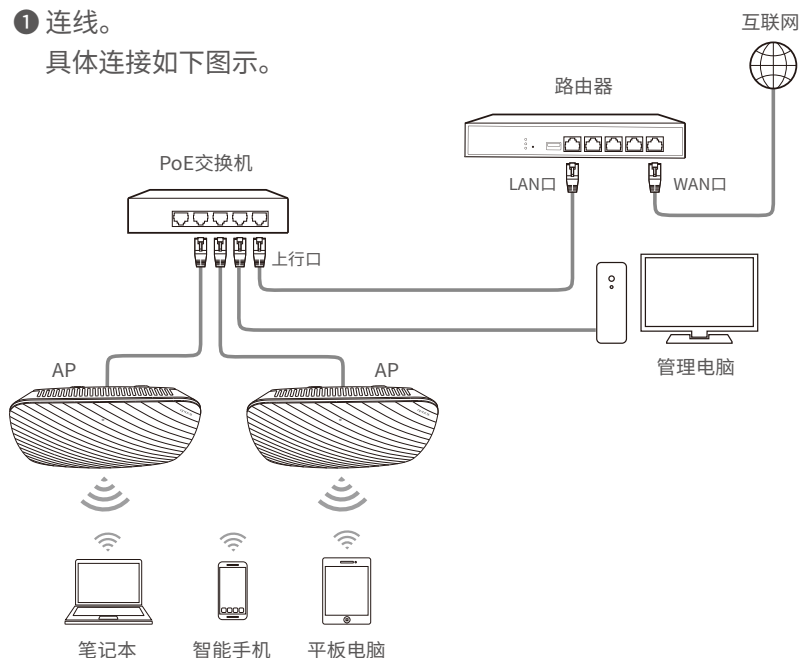 ❶ 连线。
具体连接如下图示。
互联网
路由器
PoE交换机
LAN口
WAN口
上行口
管理电脑
AP
AP
笔记本
智能手机
平板电脑